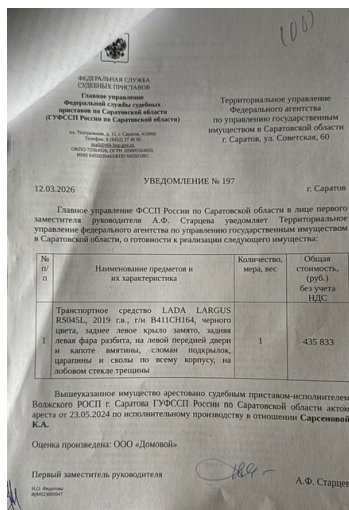 (00)
ФЕДЕРАЛЬНАЯ СЛУЖБА
СУДЕБНЫХ ПРИСТАВОВ
Главное управление
Федеральной службы судебных
приставов по Саратовской области
(ГУФССП России по Саратовской области)
Территориальное управление
Федерального агентства
по управлению государственным
имуществом в Саратовской области
г. Саратов, ул. Советская, 60
УВЕДОМЛЕНИЕ № 197
12.03.2026
г. Саратов
Главное управление ФССП России по Саратовской области в лице первого
заместителя руководителя А.Ф. Старцева уведомляет Территориальное
управление федерального агентства по управлению государственным имуществом
в Саратовской области, о готовности к реализации следующего имущества:
№ п/п
Наименование предметов и их характеристика
Количество, мера, вес
Общая стоимость, (руб.) без учета НДС
1
Транспортное средство LADA LARGUS
RS045L, 2019 г.в., г/н В411СН164, черного
цвета, заднее левое крыло замято, задняя
левая фара разбита, на левой передней двери
и капоте вмятины, сломан подкрылок,
царапины и сколы по всему корпусу, на
лобовом стекле трещины
1
435 833
Вышеуказанное имущество арестовано судебным приставом-исполнителем
Волжского РОСП г. Саратова ГУФССП России по Саратовской области актом
ареста от 23.05.2024 по исполнительному производству в отношении Сарсеновой
К.А.
Оценка произведена: ООО «Домовой»
Первый заместитель руководителя
А.Ф. Старцев
Н.О. Федотова